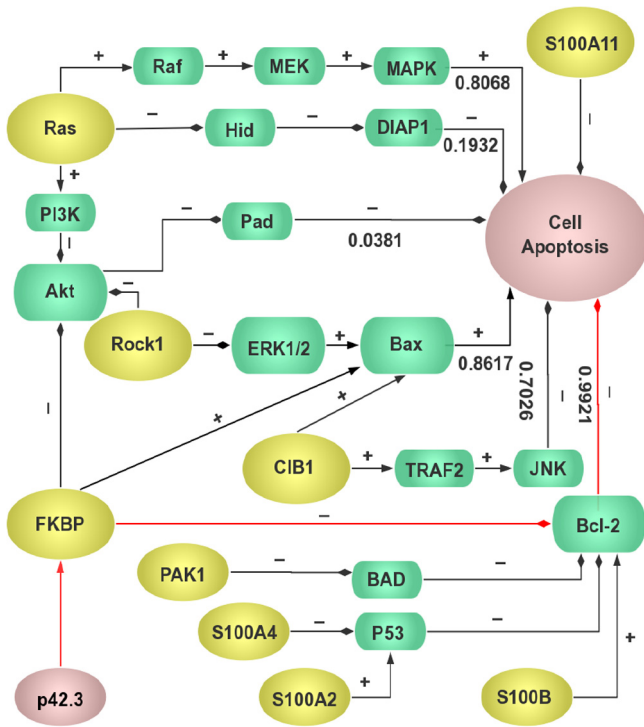 S100A11
+
+
+
+
Raf
MEK
MAPK
0.8068
Ras
–
–
–
Hid
DIAP1
0.1932
–
+
PI3K
–
–
–
Pad
0.0381
Cell
Apoptosis
Akt
–
Rock1
–
ERK1/2
+
Bax
+
0.8617
0.7026
–
0.9921
–
–
+
+
CIB1
+
TRAF2
+
JNK
FKBP
–
Bcl-2
PAK1
–
BAD
–
S100A4
–
P53
–
+
p42.3
S100A2
+
S100B